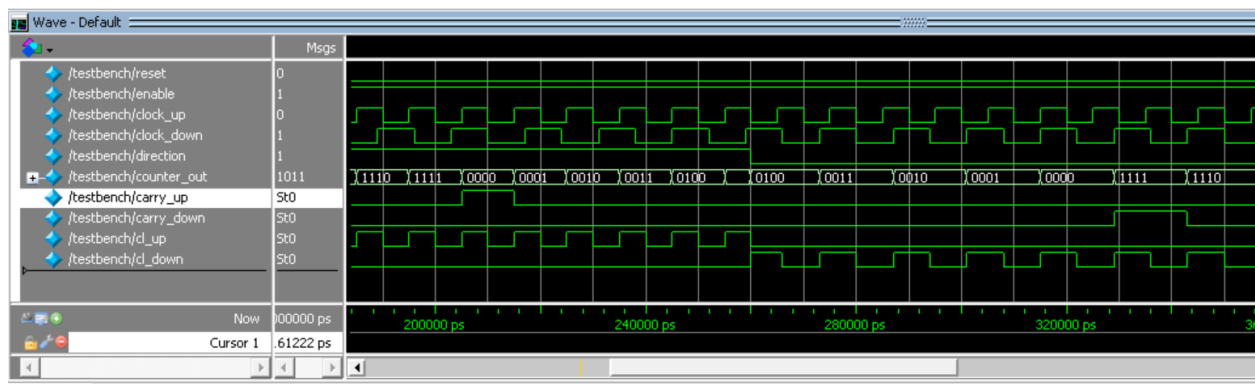 Wave - Default
Msgs
/testbench/reset 0
/testbench/enable 1
/testbench/clock_up 0
/testbench/clock_down 1
/testbench/direction 1
/testbench/counter_out 1011 1110 1111 0000 0001 0010 0011 0100 0100 0011 0010 0001 0000 1111 1110
/testbench/carry_up St0
/testbench/carry_down St0
/testbench/cl_up St0
/testbench/cl_down St0
Now 00000 ps 200000 ps 240000 ps 280000 ps 320000 ps
Cursor 1 .61222 ps